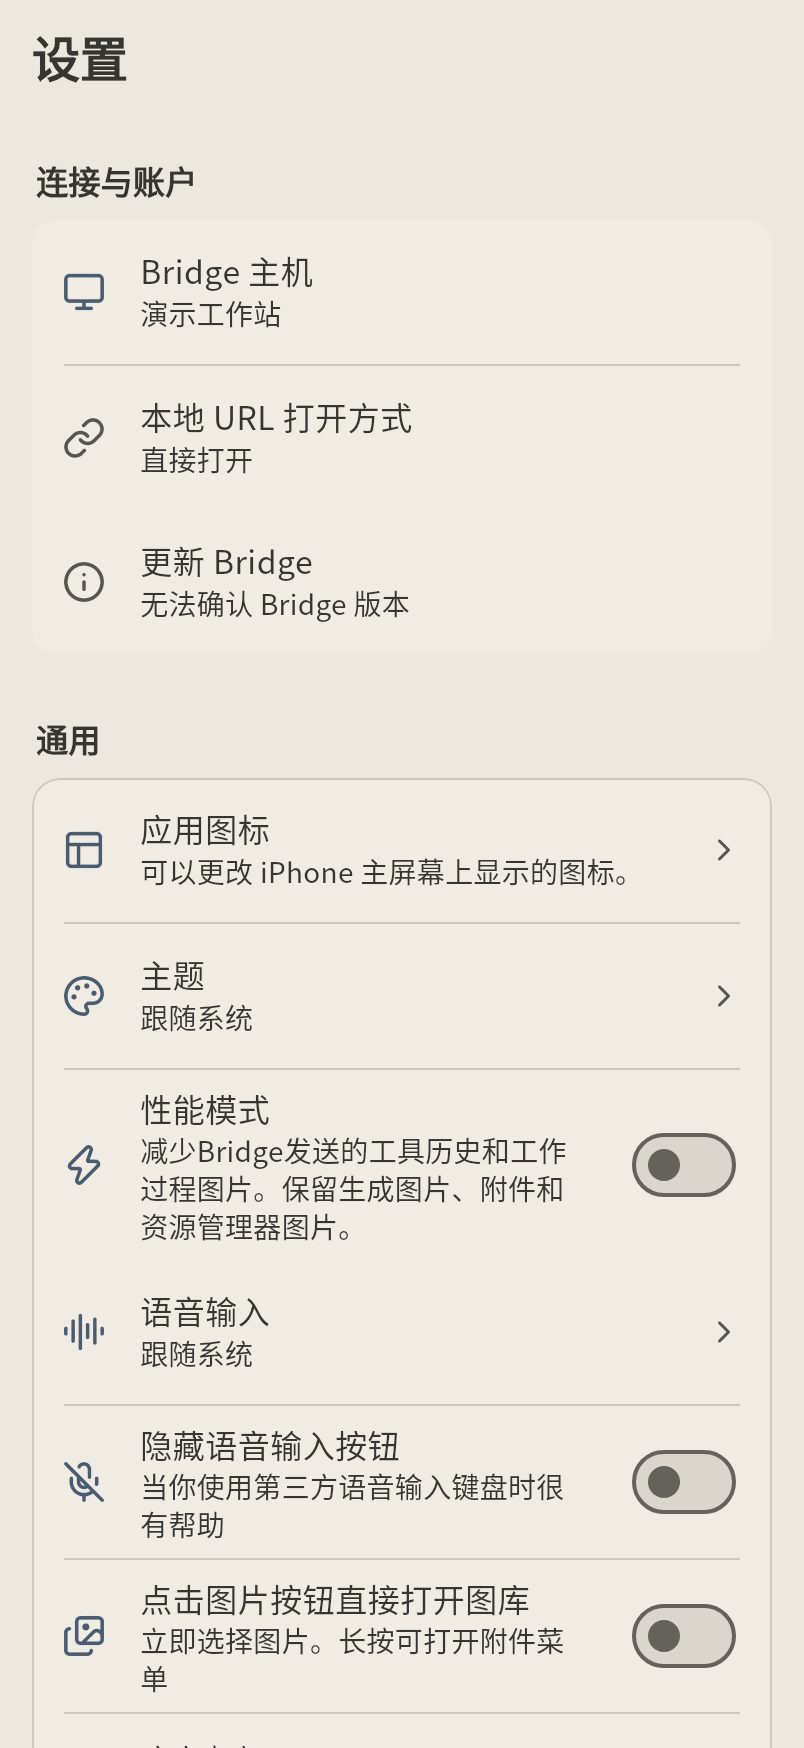 设置
连接与账户
Bridge 主机
演示工作站
本地 URL 打开方式
直接打开
更新 Bridge
无法确认 Bridge 版本
通用
应用图标
可以更改 iPhone 主屏幕上显示的图标。
主题
跟随系统
性能模式
减少Bridge发送的工具历史和工作
过程图片。保留生成图片、附件和
资源管理器图片。
语音输入
跟随系统
隐藏语音输入按钮
当你使用第三方语音输入键盘时很
有帮助
点击图片按钮直接打开图库
立即选择图片。长按可打开附件菜
单